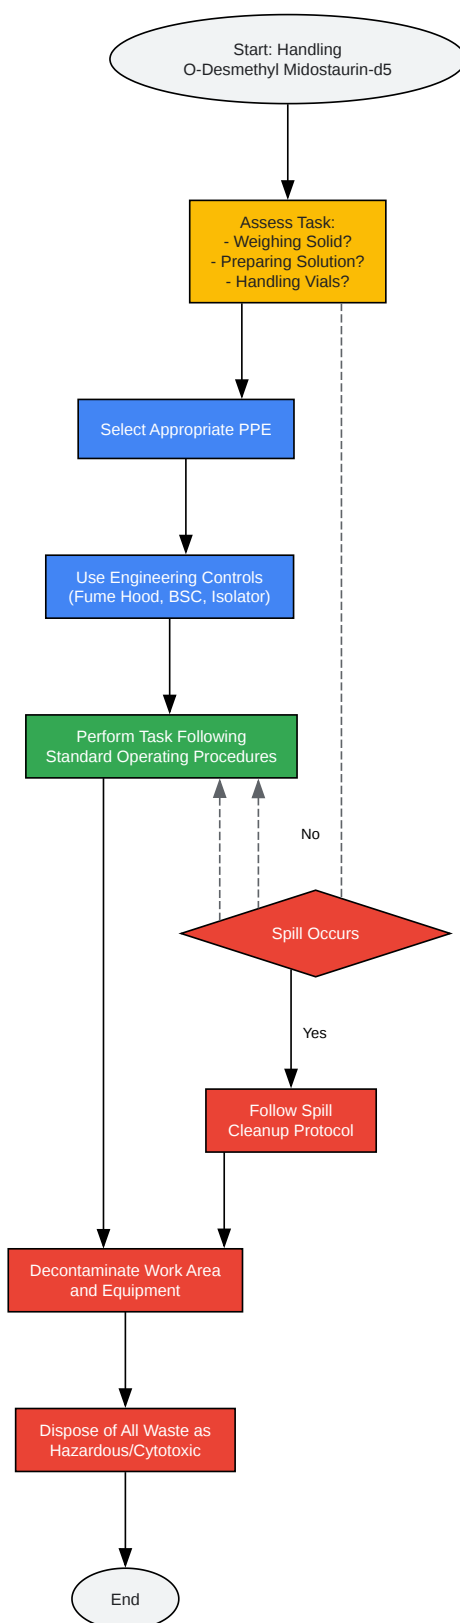 Start: Handling
O-Desmethyl Midostaurin-d5
Assess Task:
- Weighing Solid?
- Preparing Solution?
- Handling Vials?
Select Appropriate PPE
Use Engineering Controls
(Fume Hood, BSC, Isolator)
Perform Task Following
Standard Operating Procedures
No
Spill Occurs
Yes
Follow Spill
Cleanup Protocol
Decontaminate Work Area
and Equipment
Dispose of All Waste as
Hazardous/Cytotoxic
End